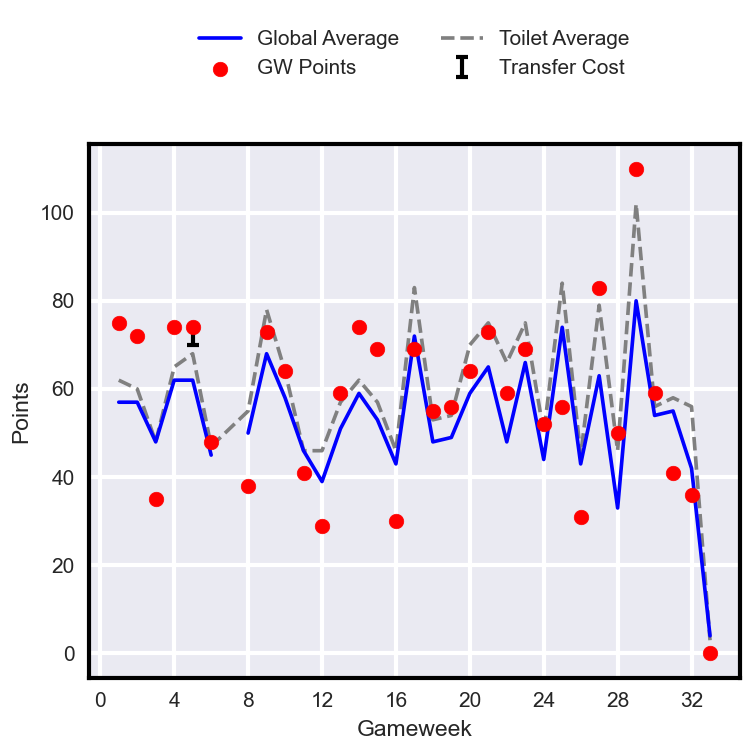 Global Average
Toilet Average
GW Points
Transfer Cost
100
80
60
40
20
0
Points
0 4 8 12 16 20 24 28 32
Gameweek